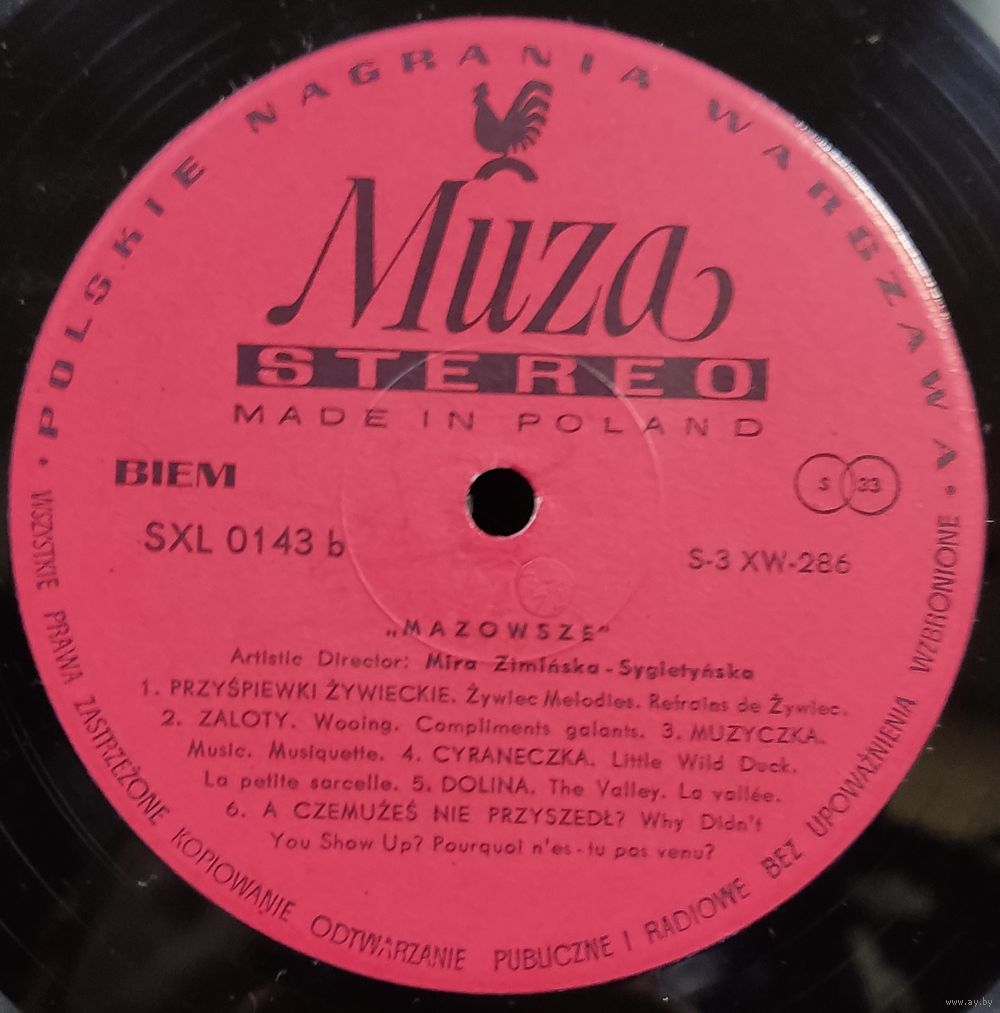 POLSKIE NAGRANIA WARSZAWA
Muza
STEREO
MADE IN POLAND
BIEM
S 33
SXL 0143 b
S-3 XW-286
„MAZOWSZE"
Artistic Director: Mira Zimińska-Sygietyńska
1. PRZYŚPIEWKI ŻYWIECKIE. Żywiec Melodies. Refrains de Żywiec.
2. ZALOTY. Wooing. Compliments galants. 3. MUZYCZKA.
Music. Musiquette. 4. CYRANECZKA. Little Wild Duck.
La petite sarcelle. 5. DOLINA. The Valley. La vallée.
6. A CZEMUŻEŚ NIE PRZYSZEDŁ? Why Didn't
You Show Up? Pourquoi n'es-tu pas venu?
WSZYSTKIE PRAWA ZASTRZEŻONE KOPIOWANIE ODTWARZANIE PUBLICZNE I RADIOWE BEZ UPOWAŻNIENIA WZBRONIONE
www.ay.by